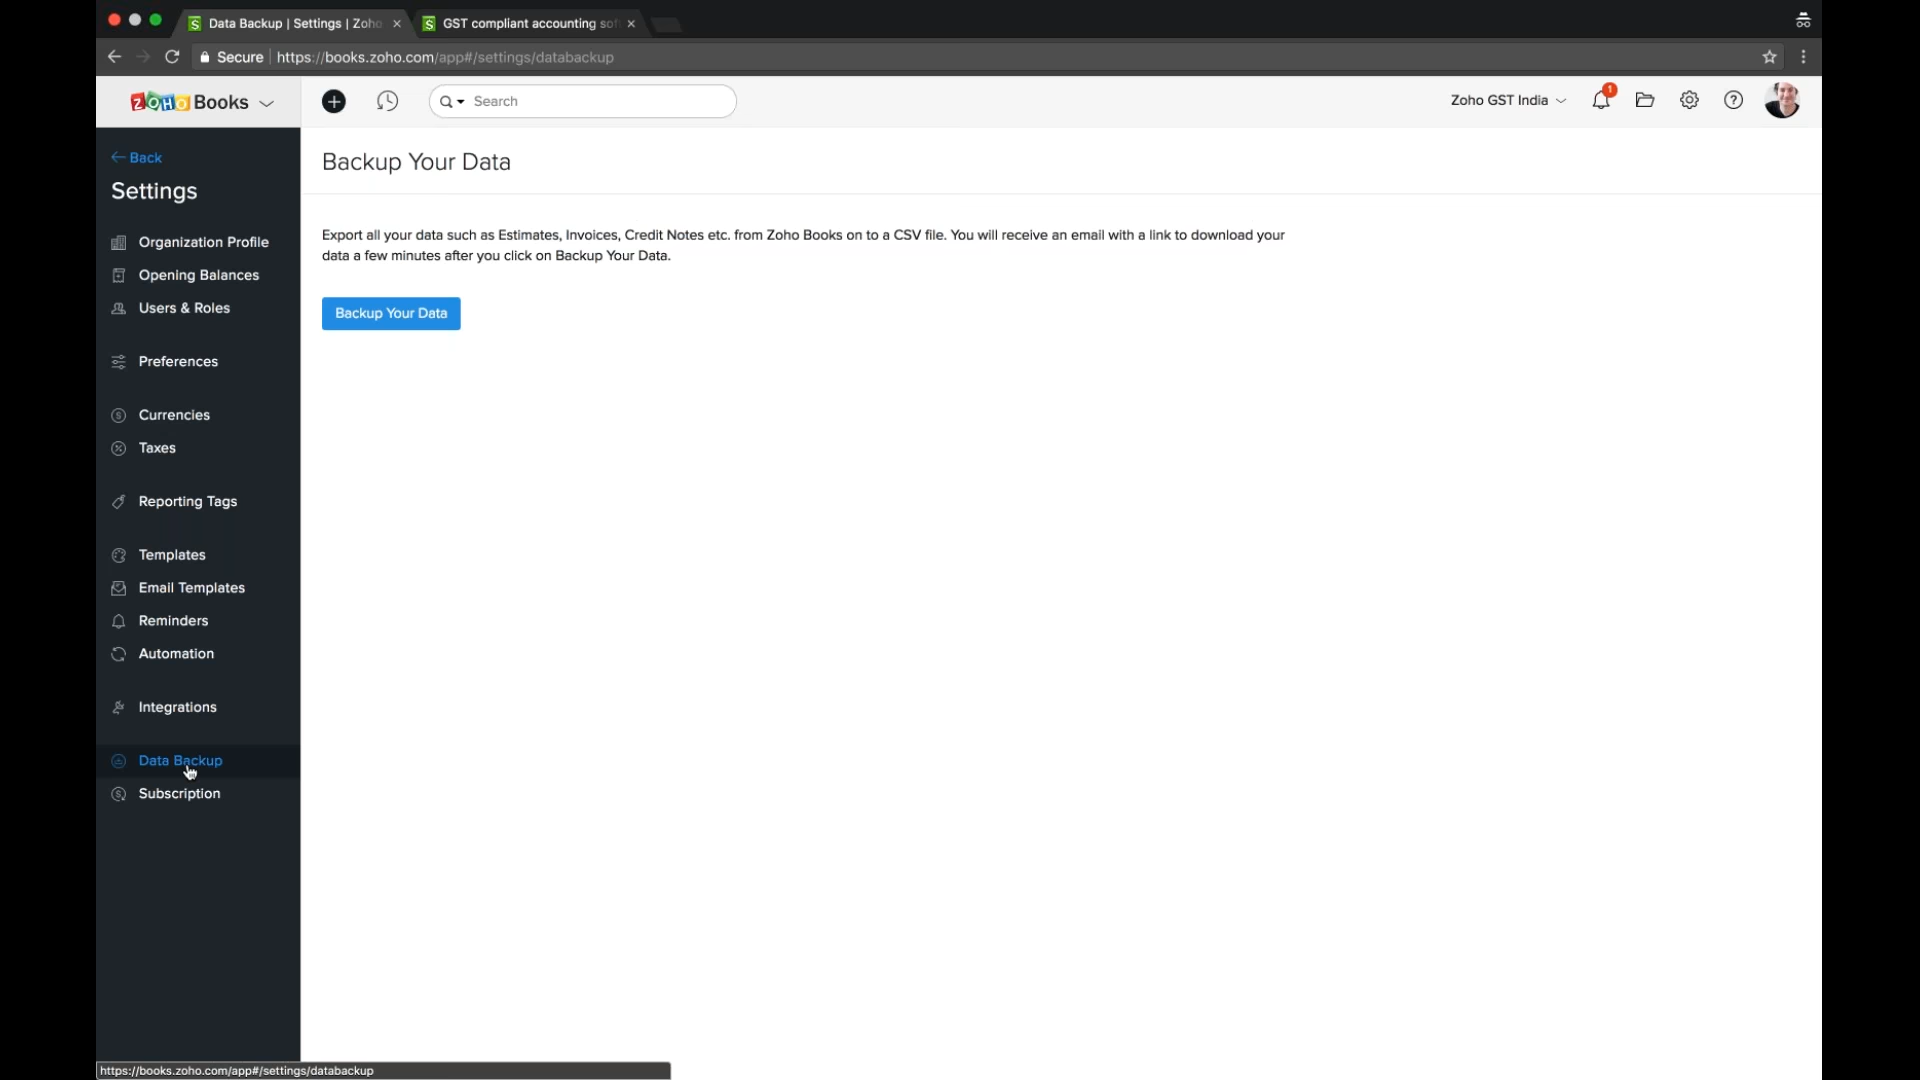 Data Backup | Settings | Zoho
GST compliant accounting sof
Secure
https://books.zoho.com/app#/settings/databackup
ZOHO Books
Search
Zoho GST India
1
Back
Settings
Organization Profile
Opening Balances
Users & Roles
Preferences
Currencies
Taxes
Reporting Tags
Templates
Email Templates
Reminders
Automation
Integrations
Data Backup
Subscription
Backup Your Data
Export all your data such as Estimates, Invoices, Credit Notes etc. from Zoho Books on to a CSV file. You will receive an email with a link to download your
data a few minutes after you click on Backup Your Data.
Backup Your Data
https://books.zoho.com/app#/settings/databackup